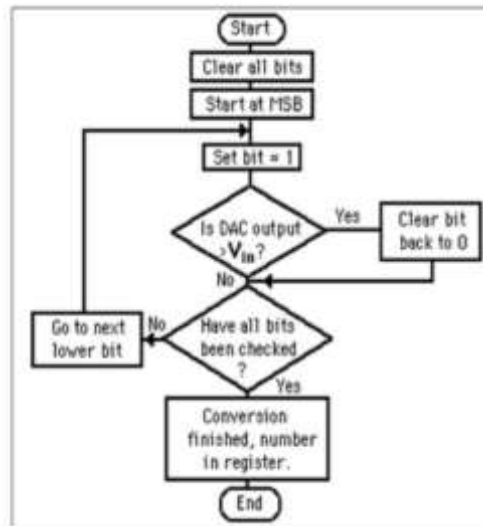 Start
Clear all bits
Start at MSB
Set bit = 1
Is DAC output
>Vin?
Yes
Clear bit
back to 0
No
Have all bits
been checked
?
No
Go to next
lower bit
Yes
Conversion
finished, number
in register.
End